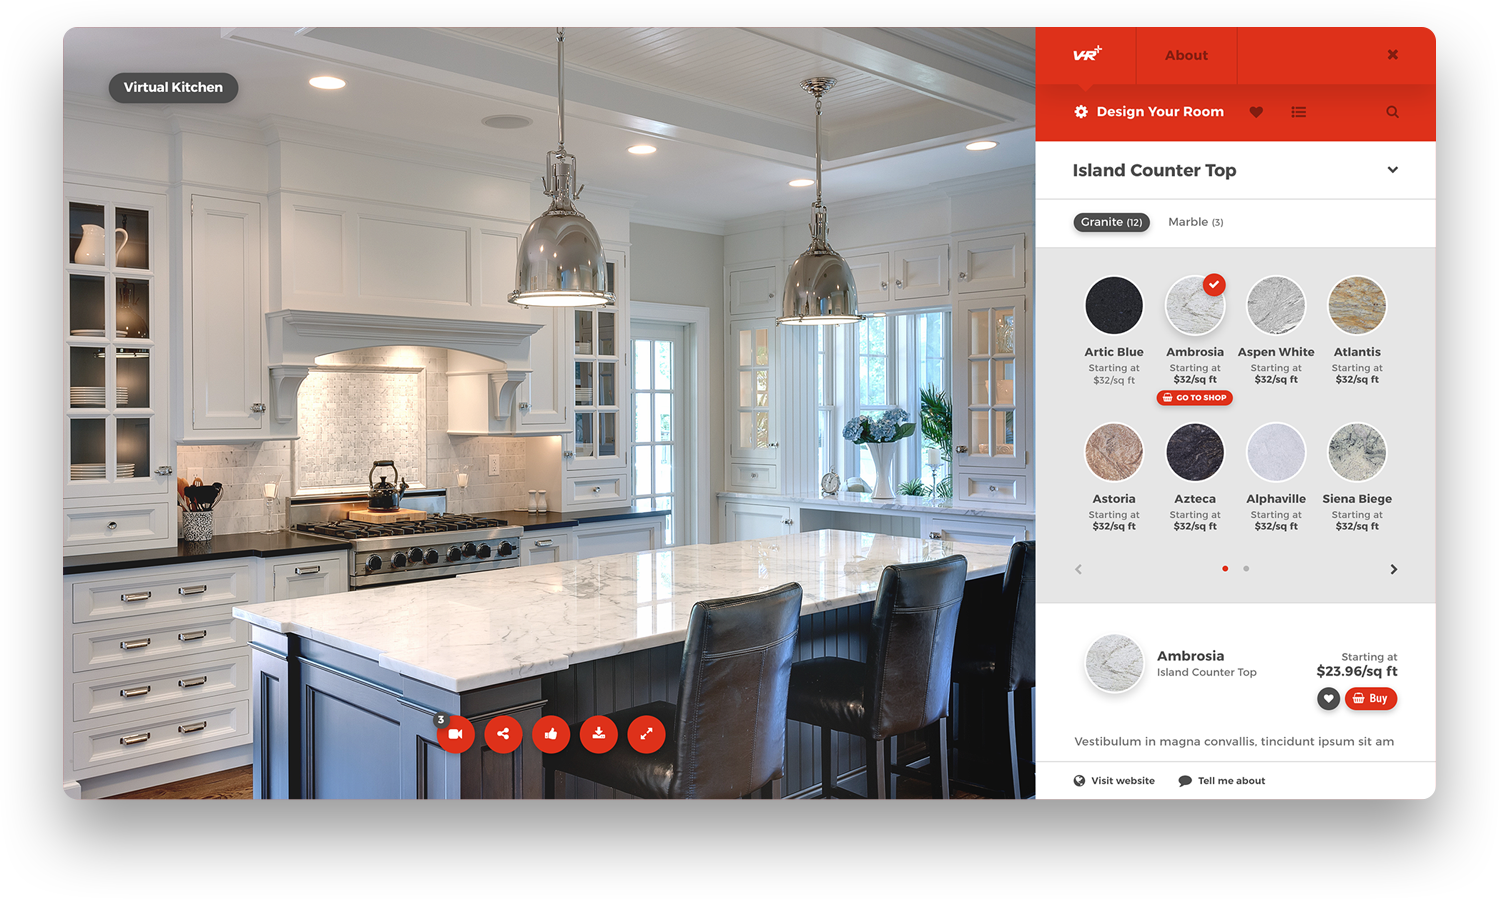 Virtual Kitchen
VR+
About
Design Your Room
Island Counter Top
Granite (12)
Marble (3)
Artic Blue
Starting at
$32/sq ft
Ambrosia
Starting at
$32/sq ft
GO TO SHOP
Aspen White
Starting at
$32/sq ft
Atlantis
Starting at
$32/sq ft
Astoria
Starting at
$32/sq ft
Azteca
Starting at
$32/sq ft
Alphaville
Starting at
$32/sq ft
Siena Biege
Starting at
$32/sq ft
Ambrosia
Island Counter Top
Starting at
$23.96/sq ft
Buy
Vestibulum in magna convallis, tincidunt ipsum sit am
Visit website
Tell me about
3